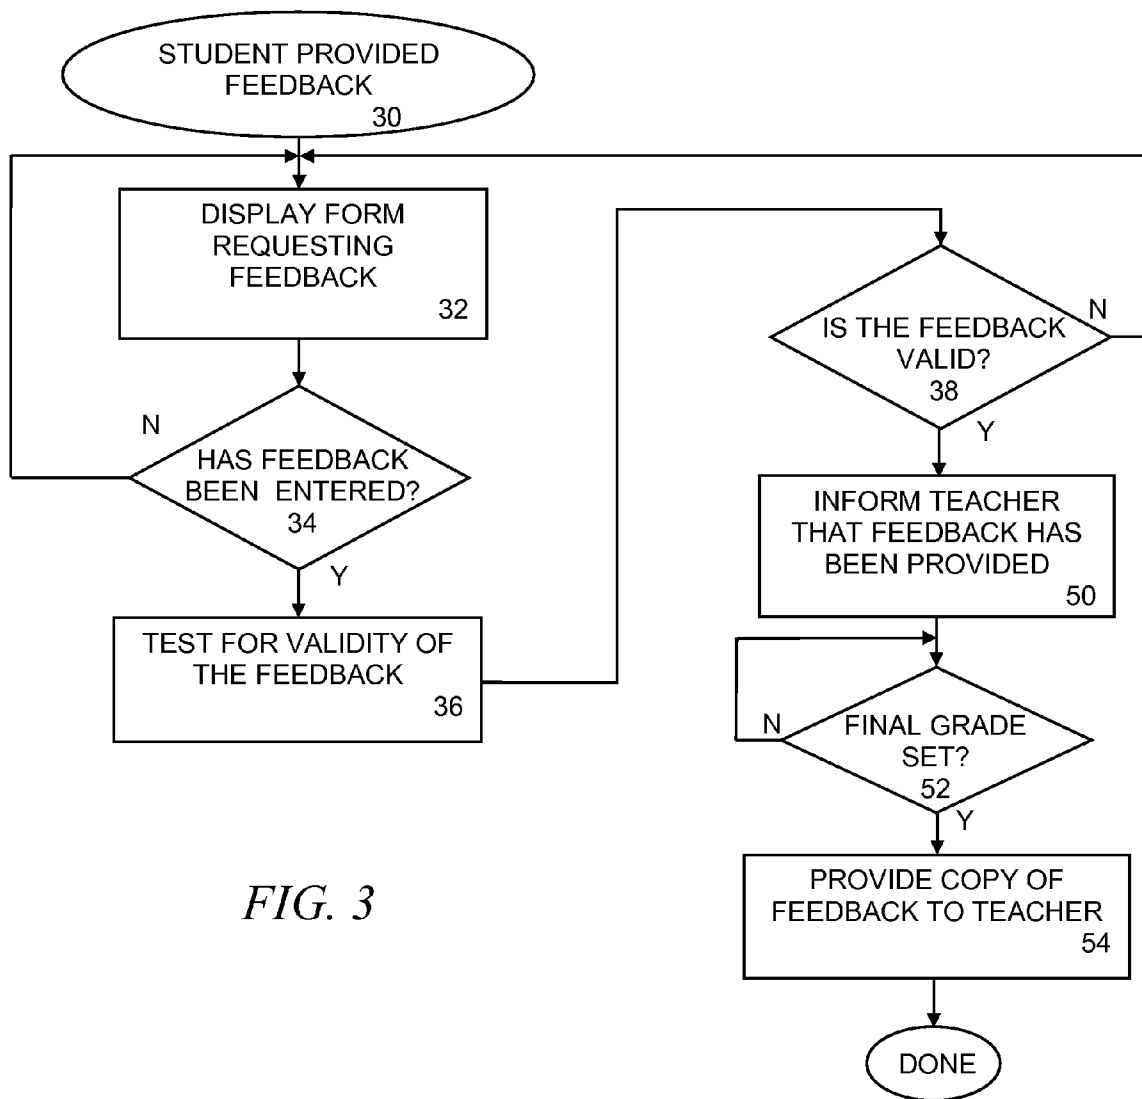 STUDENT PROVIDED
FEEDBACK
30
DISPLAY FORM
REQUESTING
FEEDBACK
32
N
HAS FEEDBACK
BEEN ENTERED?
34
Y
TEST FOR VALIDITY OF
THE FEEDBACK
36
N
IS THE FEEDBACK
VALID?
38
Y
INFORM TEACHER
THAT FEEDBACK HAS
BEEN PROVIDED
50
N
FINAL GRADE
SET?
52
Y
PROVIDE COPY OF
FEEDBACK TO TEACHER
54
DONE
FIG. 3